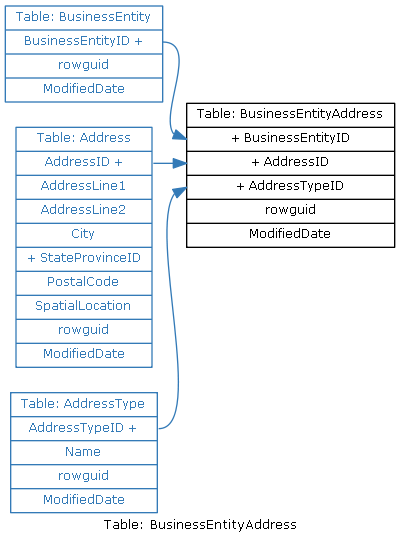 Table: BusinessEntity
BusinessEntityID +
rowguid
ModifiedDate
Table: BusinessEntityAddress
+ BusinessEntityID
+ AddressID
+ AddressTypeID
rowguid
ModifiedDate
Table: Address
AddressID +
AddressLine1
AddressLine2
City
+ StateProvinceID
PostalCode
SpatialLocation
rowguid
ModifiedDate
Table: AddressType
AddressTypeID +
Name
rowguid
ModifiedDate
Table: BusinessEntityAddress